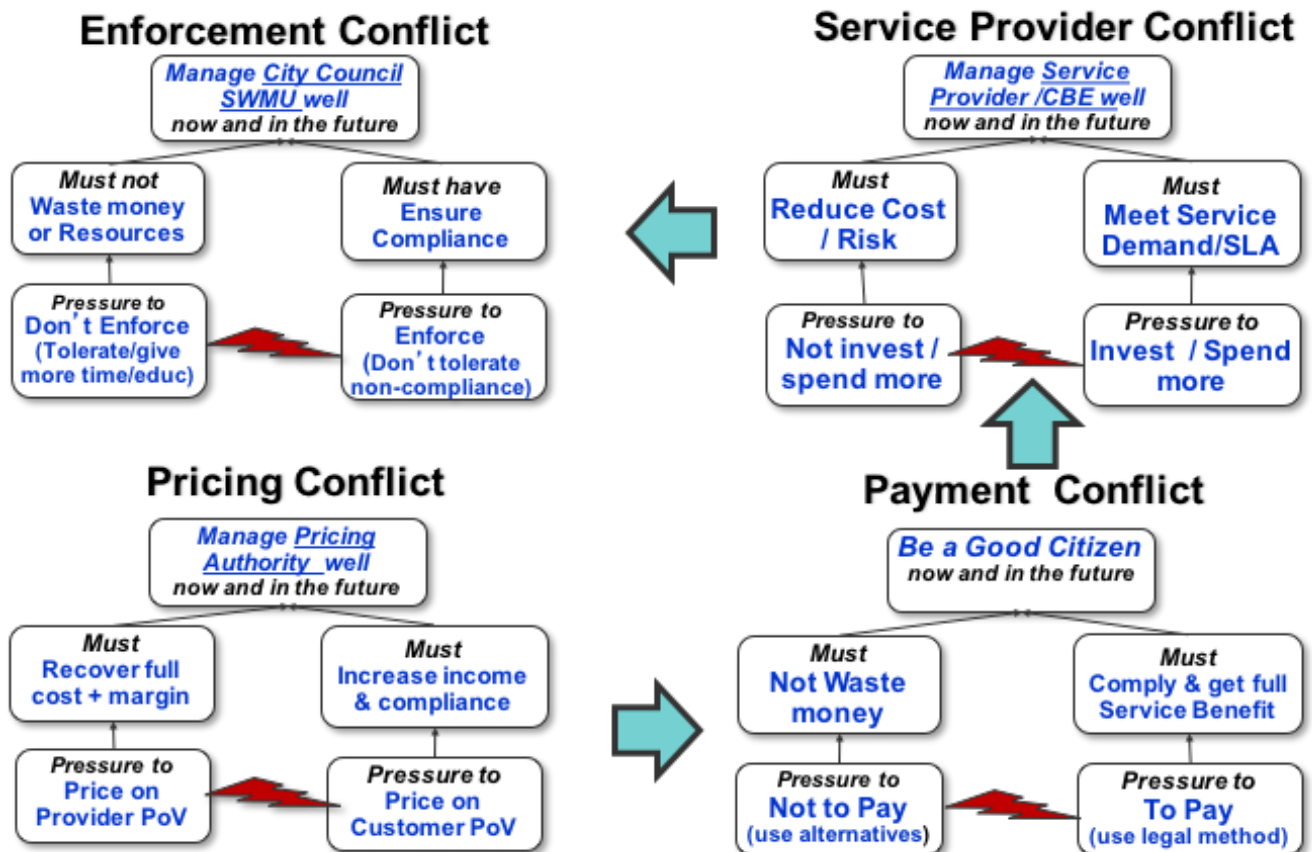 Enforcement Conflict
Manage City Council
SWMU well
now and in the future
Must not
Waste money
or Resources
Must have
Ensure
Compliance
Pressure to
Don't Enforce
(Tolerate/give
more time/educ)
Pressure to
Enforce
(Don't tolerate
non-compliance)
Service Provider Conflict
Manage Service
Provider /CBE well
now and in the future
Must
Reduce Cost
/ Risk
Must
Meet Service
Demand/SLA
Pressure to
Not invest /
spend more
Pressure to
Invest / Spend
more
Pricing Conflict
Manage Pricing
Authority well
now and in the future
Must
Recover full
cost + margin
Must
Increase income
& compliance
Pressure to
Price on
Provider PoV
Pressure to
Price on
Customer PoV
Payment Conflict
Be a Good Citizen
now and in the future
Must
Not Waste
money
Must
Comply & get full
Service Benefit
Pressure to
Not to Pay
(use alternatives)
Pressure to
To Pay
(use legal method)